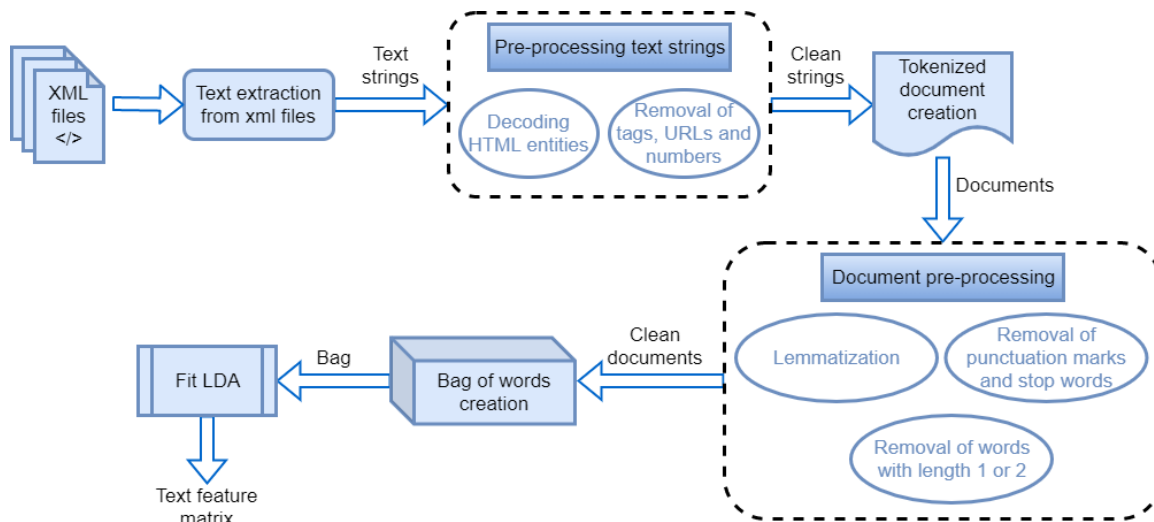 XML
files
</>
Text extraction
from xml files
Text
strings
Pre-processing text strings
Decoding
HTML entities
Removal of
tags, URLs and
numbers
Clean
strings
Tokenized
document
creation
Documents
Document pre-processing
Lemmatization
Removal of
punctuation marks
and stop words
Removal of words
with length 1 or 2
Clean
documents
Bag of words
creation
Bag
Fit LDA
Text feature
matrix